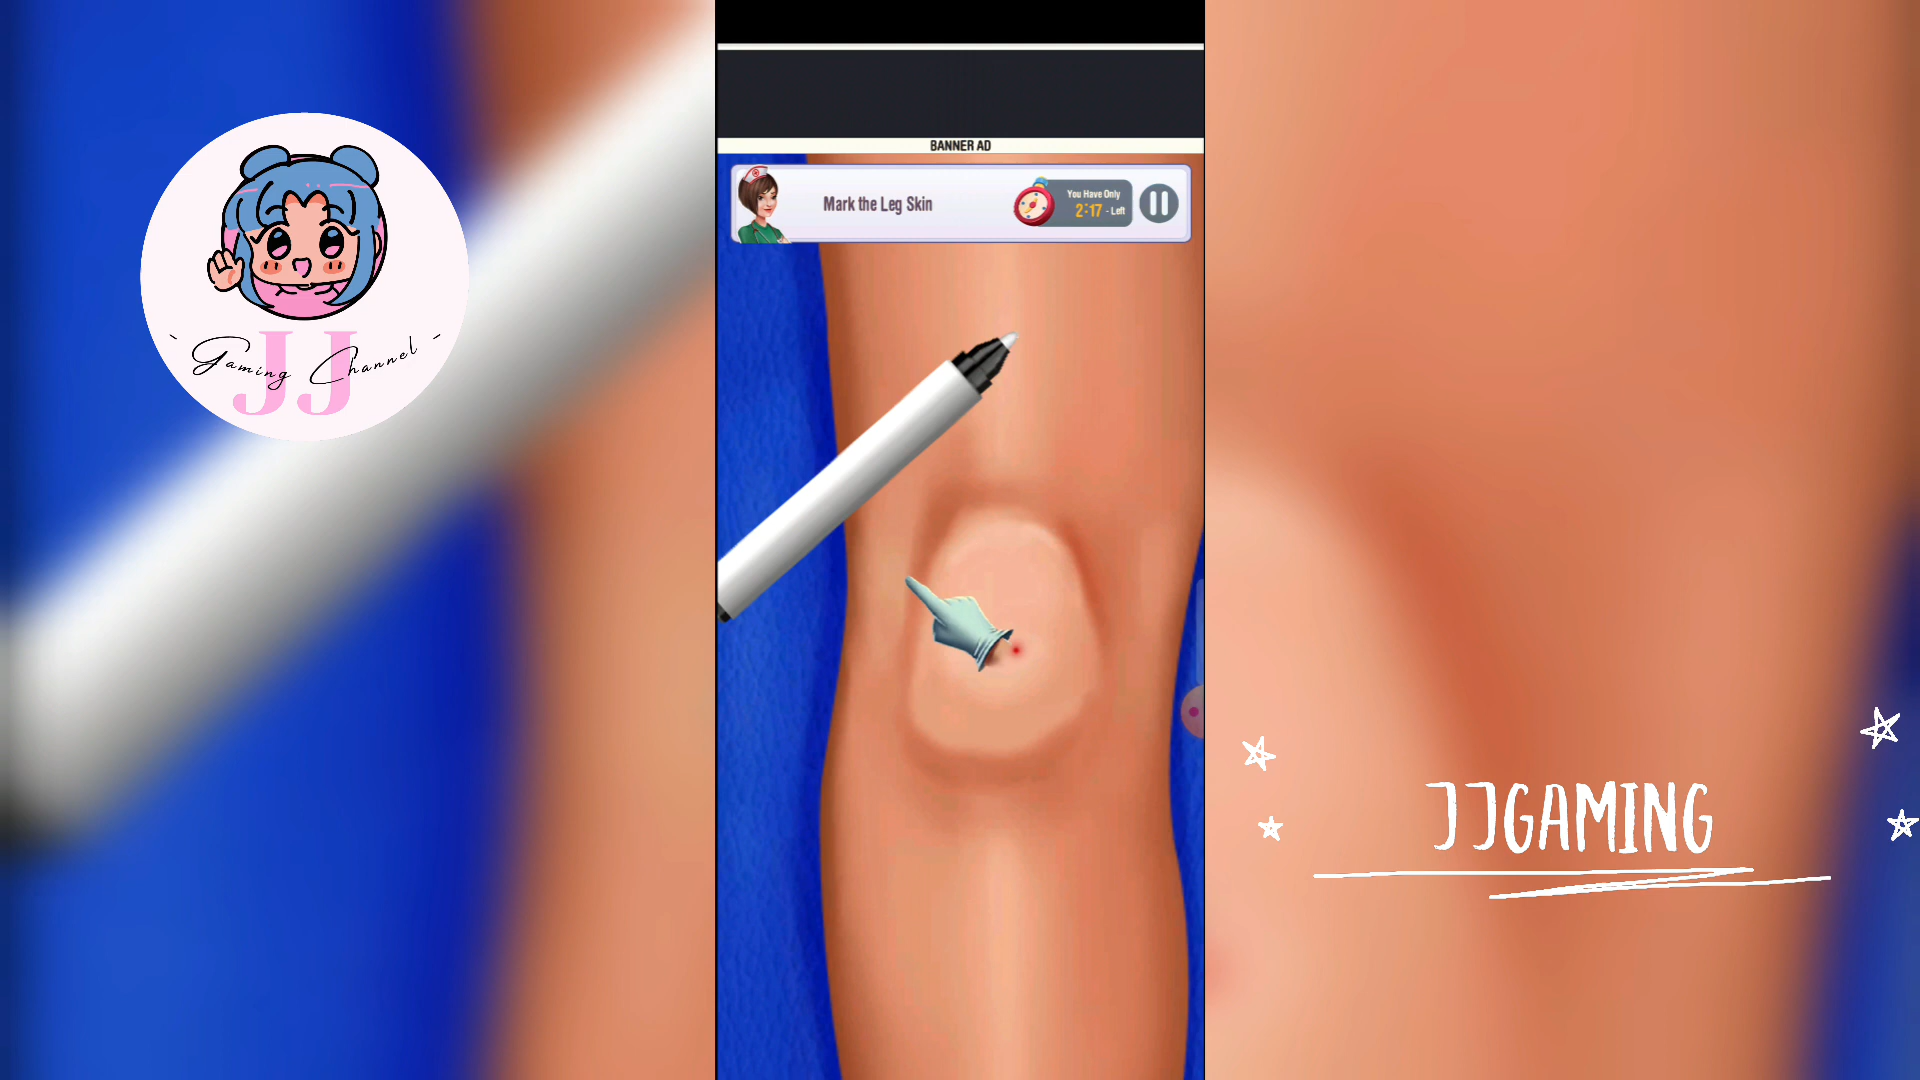 BANNER AD
Mark the Leg Skin
You Have Only
2:17 - Left
JJ
Gaming Channel
JJGAMING